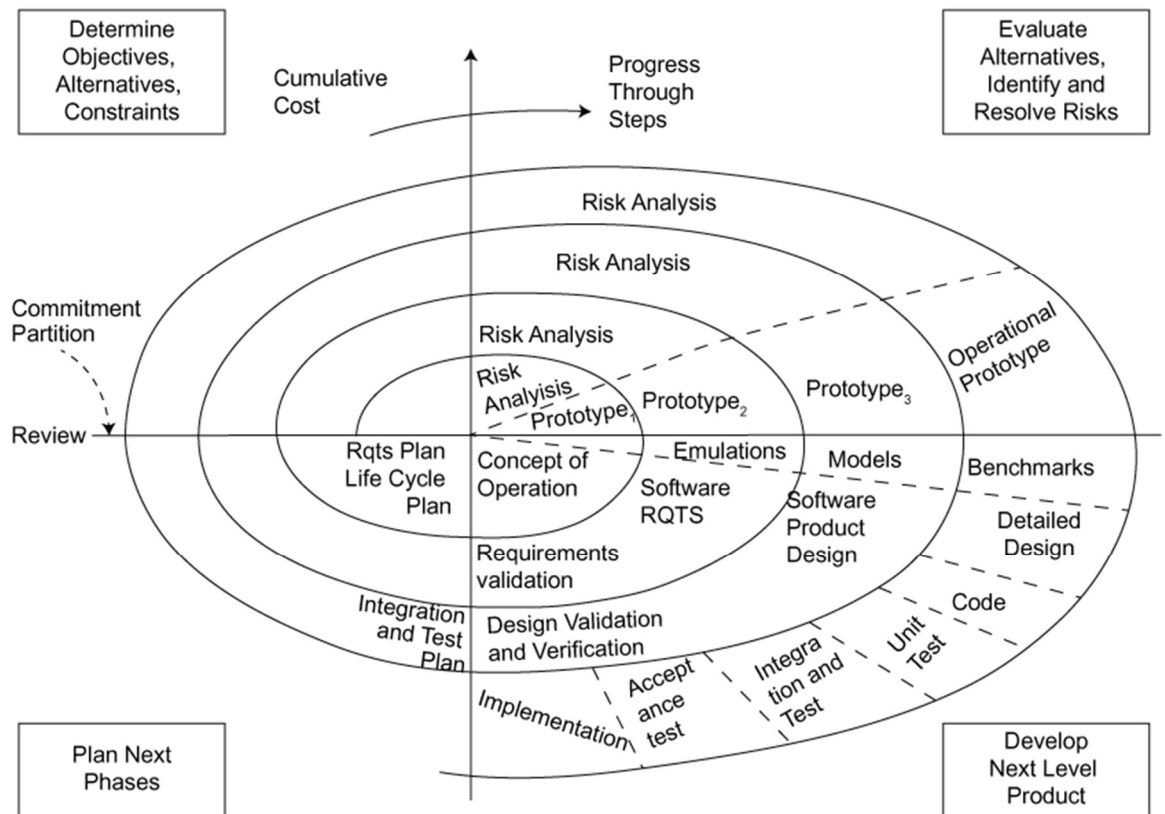 Determine
Objectives,
Alternatives,
Constraints
Cumulative
Cost
Progress
Through
Steps
Evaluate
Alternatives,
Identify and
Resolve Risks
Risk Analysis
Risk Analysis
Risk Analysis
Risk
Analyisis
Commitment
Partition
Review
Prototype₁
Prototype₂
Prototype₃
Operational
Prototype
Rqts Plan
Life Cycle
Plan
Concept of
Operation
Emulations
Models
Benchmarks
Software
RQTS
Software
Product
Design
Detailed
Design
Requirements
validation
Code
Integration
and Test
Plan
Design Validation
and Verification
Unit
Test
Integra
tion and
Test
Accept
ance
test
Implementation
Plan Next
Phases
Develop
Next Level
Product